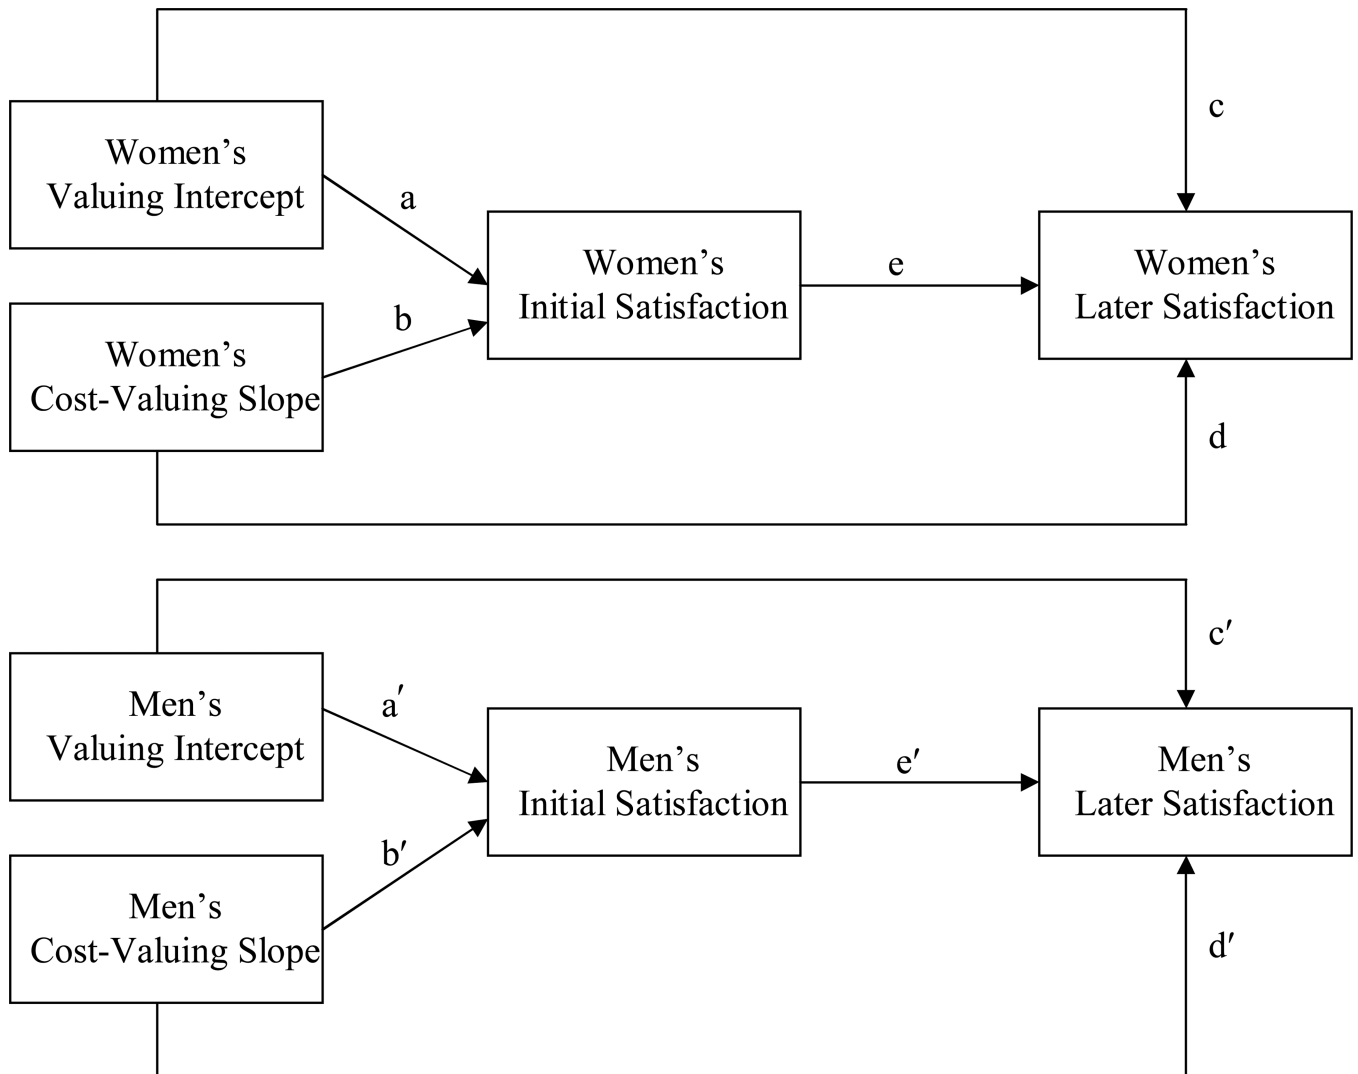 c
Women’s
Valuing Intercept
a
Women’s
Initial Satisfaction
e
Women’s
Later Satisfaction
b
Women’s
Cost-Valuing Slope
d
c′
Men’s
Valuing Intercept
a′
Men’s
Initial Satisfaction
e′
Men’s
Later Satisfaction
b′
Men’s
Cost-Valuing Slope
d′